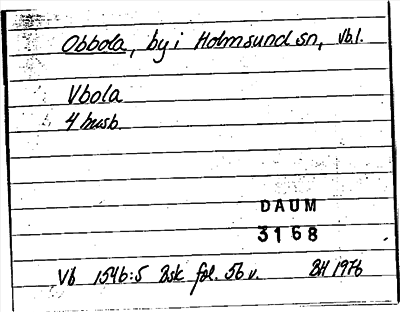 Obbola, by i Holmsund sn, Vbl.
Vbola
4 husb.
DAUM
3168
Vb 1546:5 Bsk fol. 56 v. BH 1976